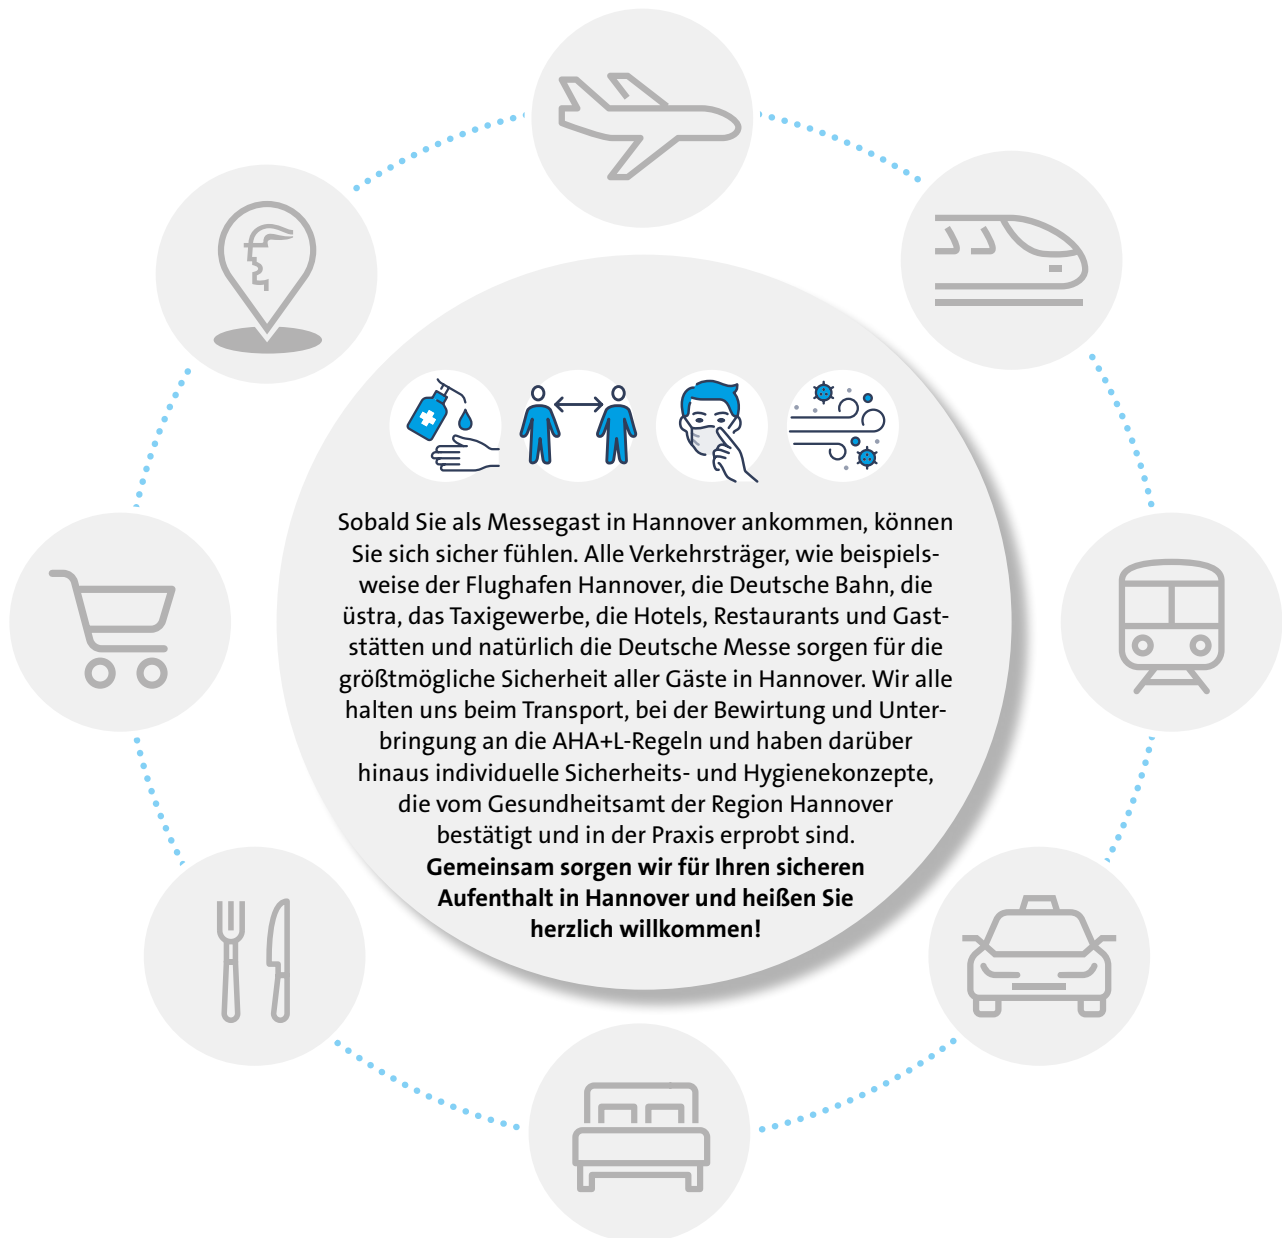 Sobald Sie als Messegast in Hannover ankommen, können
Sie sich sicher fühlen. Alle Verkehrsträger, wie beispiels-
weise der Flughafen Hannover, die Deutsche Bahn, die
üstra, das Taxigewerbe, die Hotels, Restaurants und Gast-
stätten und natürlich die Deutsche Messe sorgen für die
größtmögliche Sicherheit aller Gäste in Hannover. Wir alle
halten uns beim Transport, bei der Bewirtung und Unter-
bringung an die AHA+L-Regeln und haben darüber
hinaus individuelle Sicherheits- und Hygienekonzepte,
die vom Gesundheitsamt der Region Hannover
bestätigt und in der Praxis erprobt sind.
Gemeinsam sorgen wir für Ihren sicheren
Aufenthalt in Hannover und heißen Sie
herzlich willkommen!